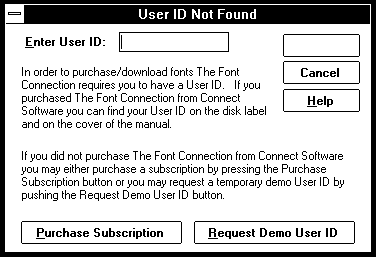 User ID Not Found
Enter User ID:
Cancel
Help
In order to purchase/download fonts The Font
Connection requires you to have a User ID. If you
purchased The Font Connection from Connect
Software you can find your User ID on the disk label
and on the cover of the manual.
If you did not purchase The Font Connection from Connect Software
you may either purchase a subscription by pressing the Purchase
Subscription button or you may request a temporary demo User ID by
pushing the Request Demo User ID button.
Purchase Subscription
Request Demo User ID